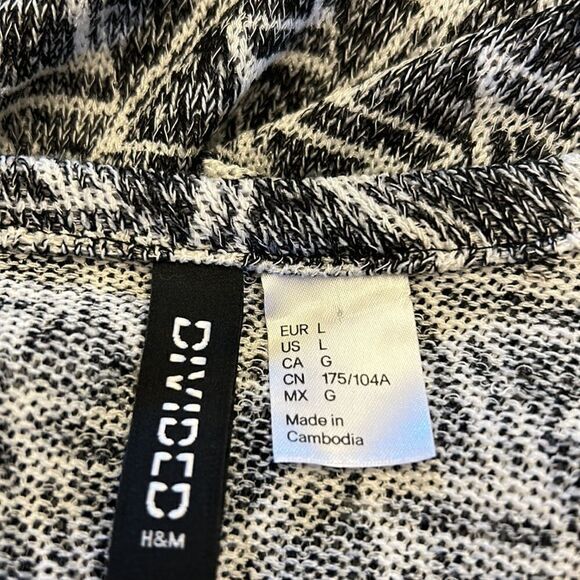 DIVIDED
H&M
EUR L
US L
CA G
CN 175/104A
MX G
Made in
Cambodia